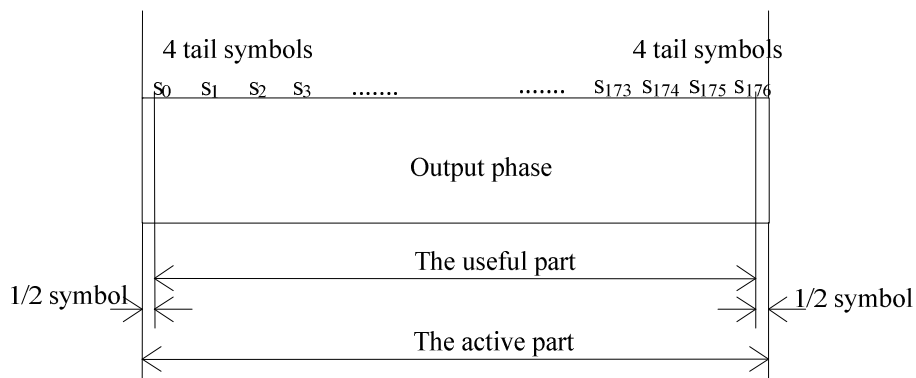 4 tail symbols 4 tail symbols
s0 s1 s2 s3 ....... ....... s173 s174 s175 s176
Output phase
The useful part
1/2 symbol 1/2 symbol
The active part